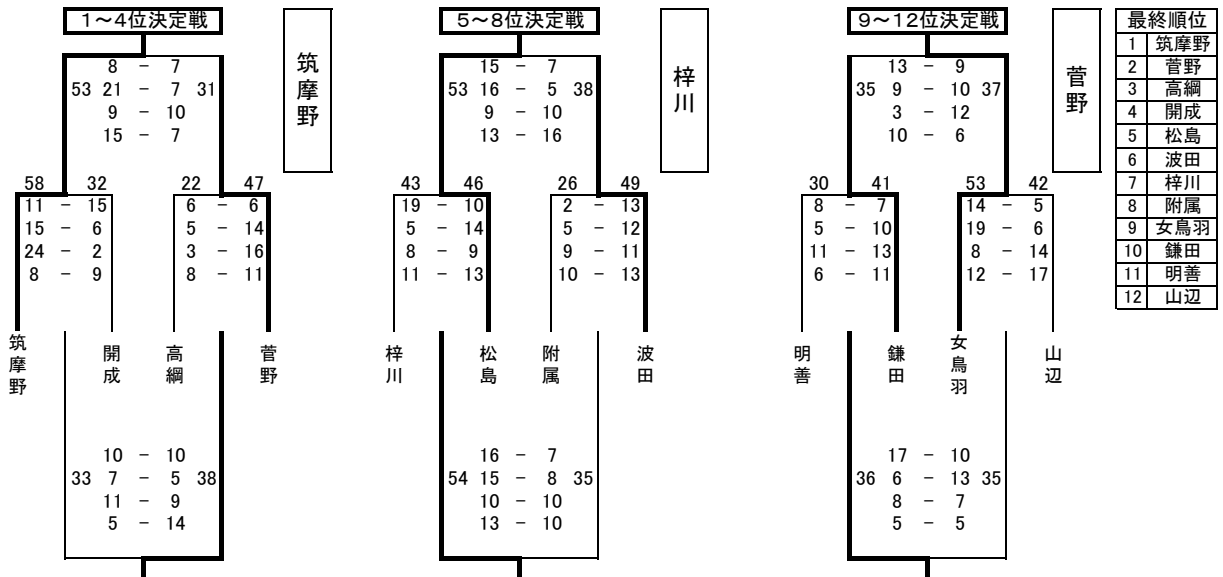 1～4位決定戦
8 － 7
53 21 － 7 31
9 － 10
15 － 7
筑摩野
58 32 22 47
11 － 15 6 － 6
15 － 6 5 － 14
24 － 2 3 － 16
8 － 9 8 － 11
筑摩野 開成 高綱 菅野
10 － 10
33 7 － 5 38
11 － 9
5 － 14
5～8位決定戦
15 － 7
53 16 － 5 38
9 － 10
13 － 16
梓川
43 46 26 49
19 － 10 2 － 13
5 － 14 5 － 12
8 － 9 9 － 11
11 － 13 10 － 13
梓川 松島 附属 波田
16 － 7
54 15 － 8 35
10 － 10
13 － 10
9～12位決定戦
13 － 9
35 9 － 10 37
3 － 12
10 － 6
菅野
30 41 53 42
8 － 7 14 － 5
5 － 10 19 － 6
11 － 13 8 － 14
6 － 11 12 － 17
明善 鎌田 女鳥羽 山辺
17 － 10
36 6 － 13 35
8 － 7
5 － 5
最終順位
1 筑摩野
2 菅野
3 高綱
4 開成
5 松島
6 波田
7 梓川
8 附属
9 女鳥羽
10 鎌田
11 明善
12 山辺